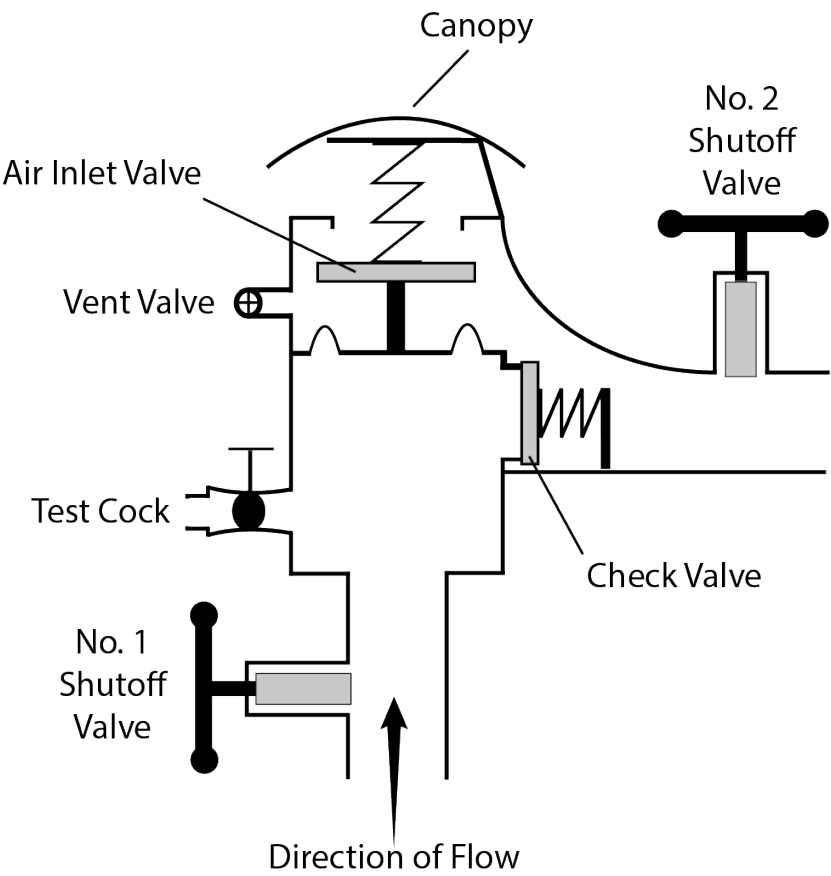 Canopy
No. 2
Shutoff
Valve
Air Inlet Valve
Vent Valve
Test Cock
Check Valve
No. 1
Shutoff
Valve
Direction of Flow